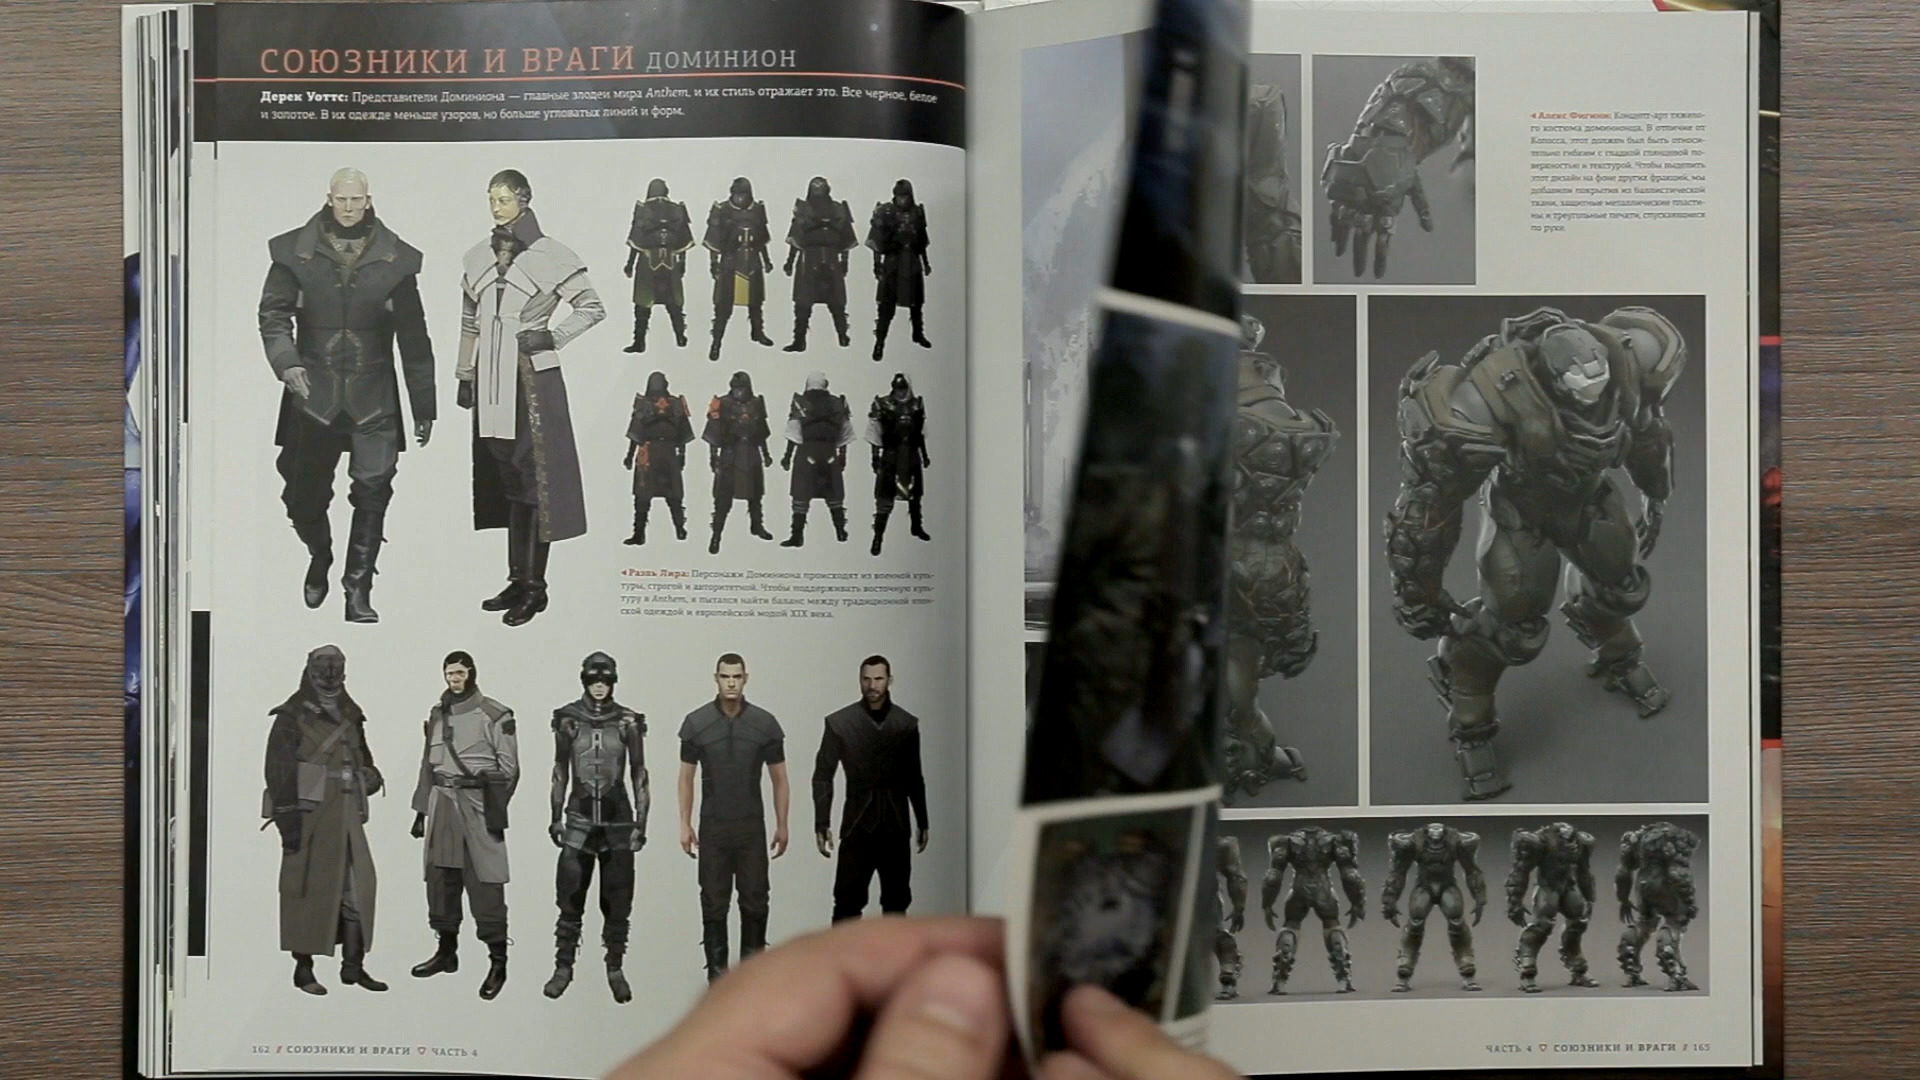 СОЮЗНИКИ И ВРАГИ ДОМИНИОН
Дерек Уоттс: Представители Доминиона — главные злодеи мира Anthem, и их стиль отражает это. Все черное, белое
и золотое. В их одежде меньше узоров, но больше угловатых линий и форм.
◂ Раэль Лира: Персонажи Доминиона происходят из военной куль-
туры, строгой и авторитетной. Чтобы поддерживать восточную куль-
туру в Anthem, я пытался найти баланс между традиционной япон-
ской одеждой и европейской модой XIX века.
162 // СОЮЗНИКИ И ВРАГИ ЧАСТЬ 4
◂ Алекс Фигини: Концепт-арт тяжело-
го костюма доминионца. В отличие от
Колосса, этот должен был быть относи-
тельно гибким с гладкой глянцевой по-
верхностью и текстурой. Чтобы выделить
этот дизайн на фоне других фракций, мы
добавили покрытия из баллистической
ткани, защитные металлические пласти-
ны и треугольные печати, спускающиеся
по руке.
ЧАСТЬ 4 СОЮЗНИКИ И ВРАГИ // 165